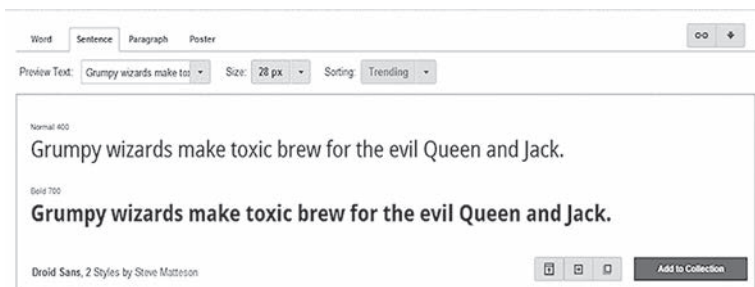 Word Sentence Paragraph Poster
Preview Text: Grumpy wizards make to Size: 28 px Sorting: Trending
Normal 400
Grumpy wizards make toxic brew for the evil Queen and Jack.
Bold 700
Grumpy wizards make toxic brew for the evil Queen and Jack.
Droid Sans, 2 Styles by Steve Matteson Add to Collection